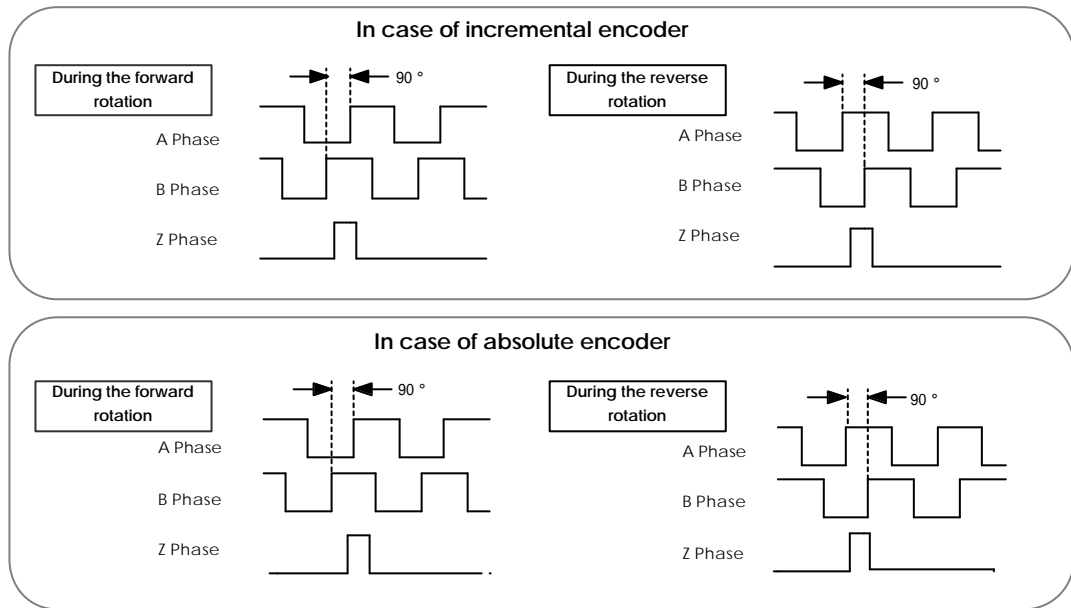 In case of incremental encoder
During the forward
rotation
90 °
A Phase
B Phase
Z Phase
During the reverse
rotation
90 °
A Phase
B Phase
Z Phase
In case of absolute encoder
During the forward
rotation
90 °
A Phase
B Phase
Z Phase
During the reverse
rotation
90 °
A Phase
B Phase
Z Phase